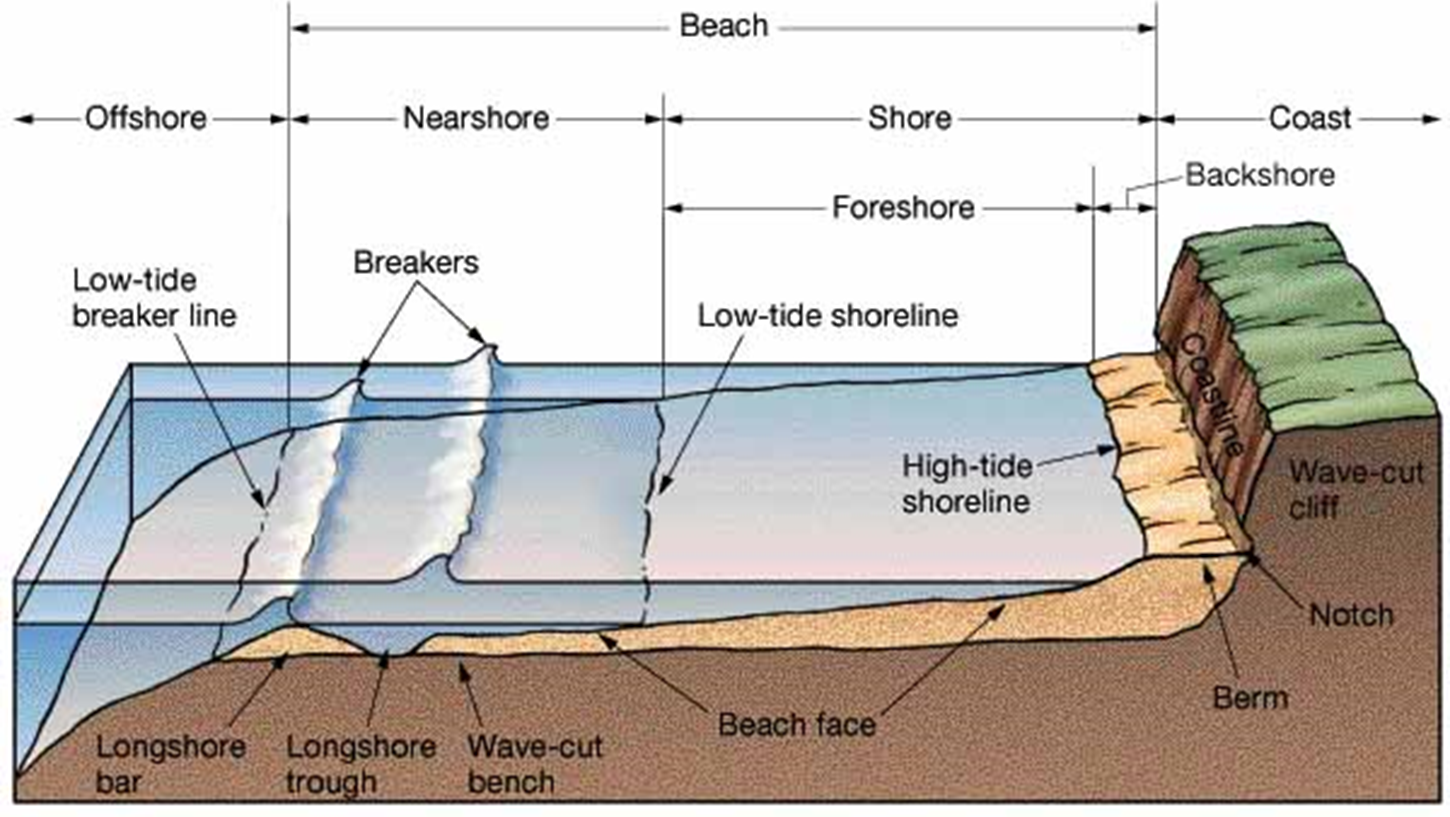 Beach
Offshore
Nearshore
Shore
Coast
Backshore
Foreshore
Breakers
Low-tide
breaker line
Low-tide shoreline
Coastline
High-tide
shoreline
Wave-cut
cliff
Notch
Berm
Beach face
Longshore
bar
Longshore
trough
Wave-cut
bench